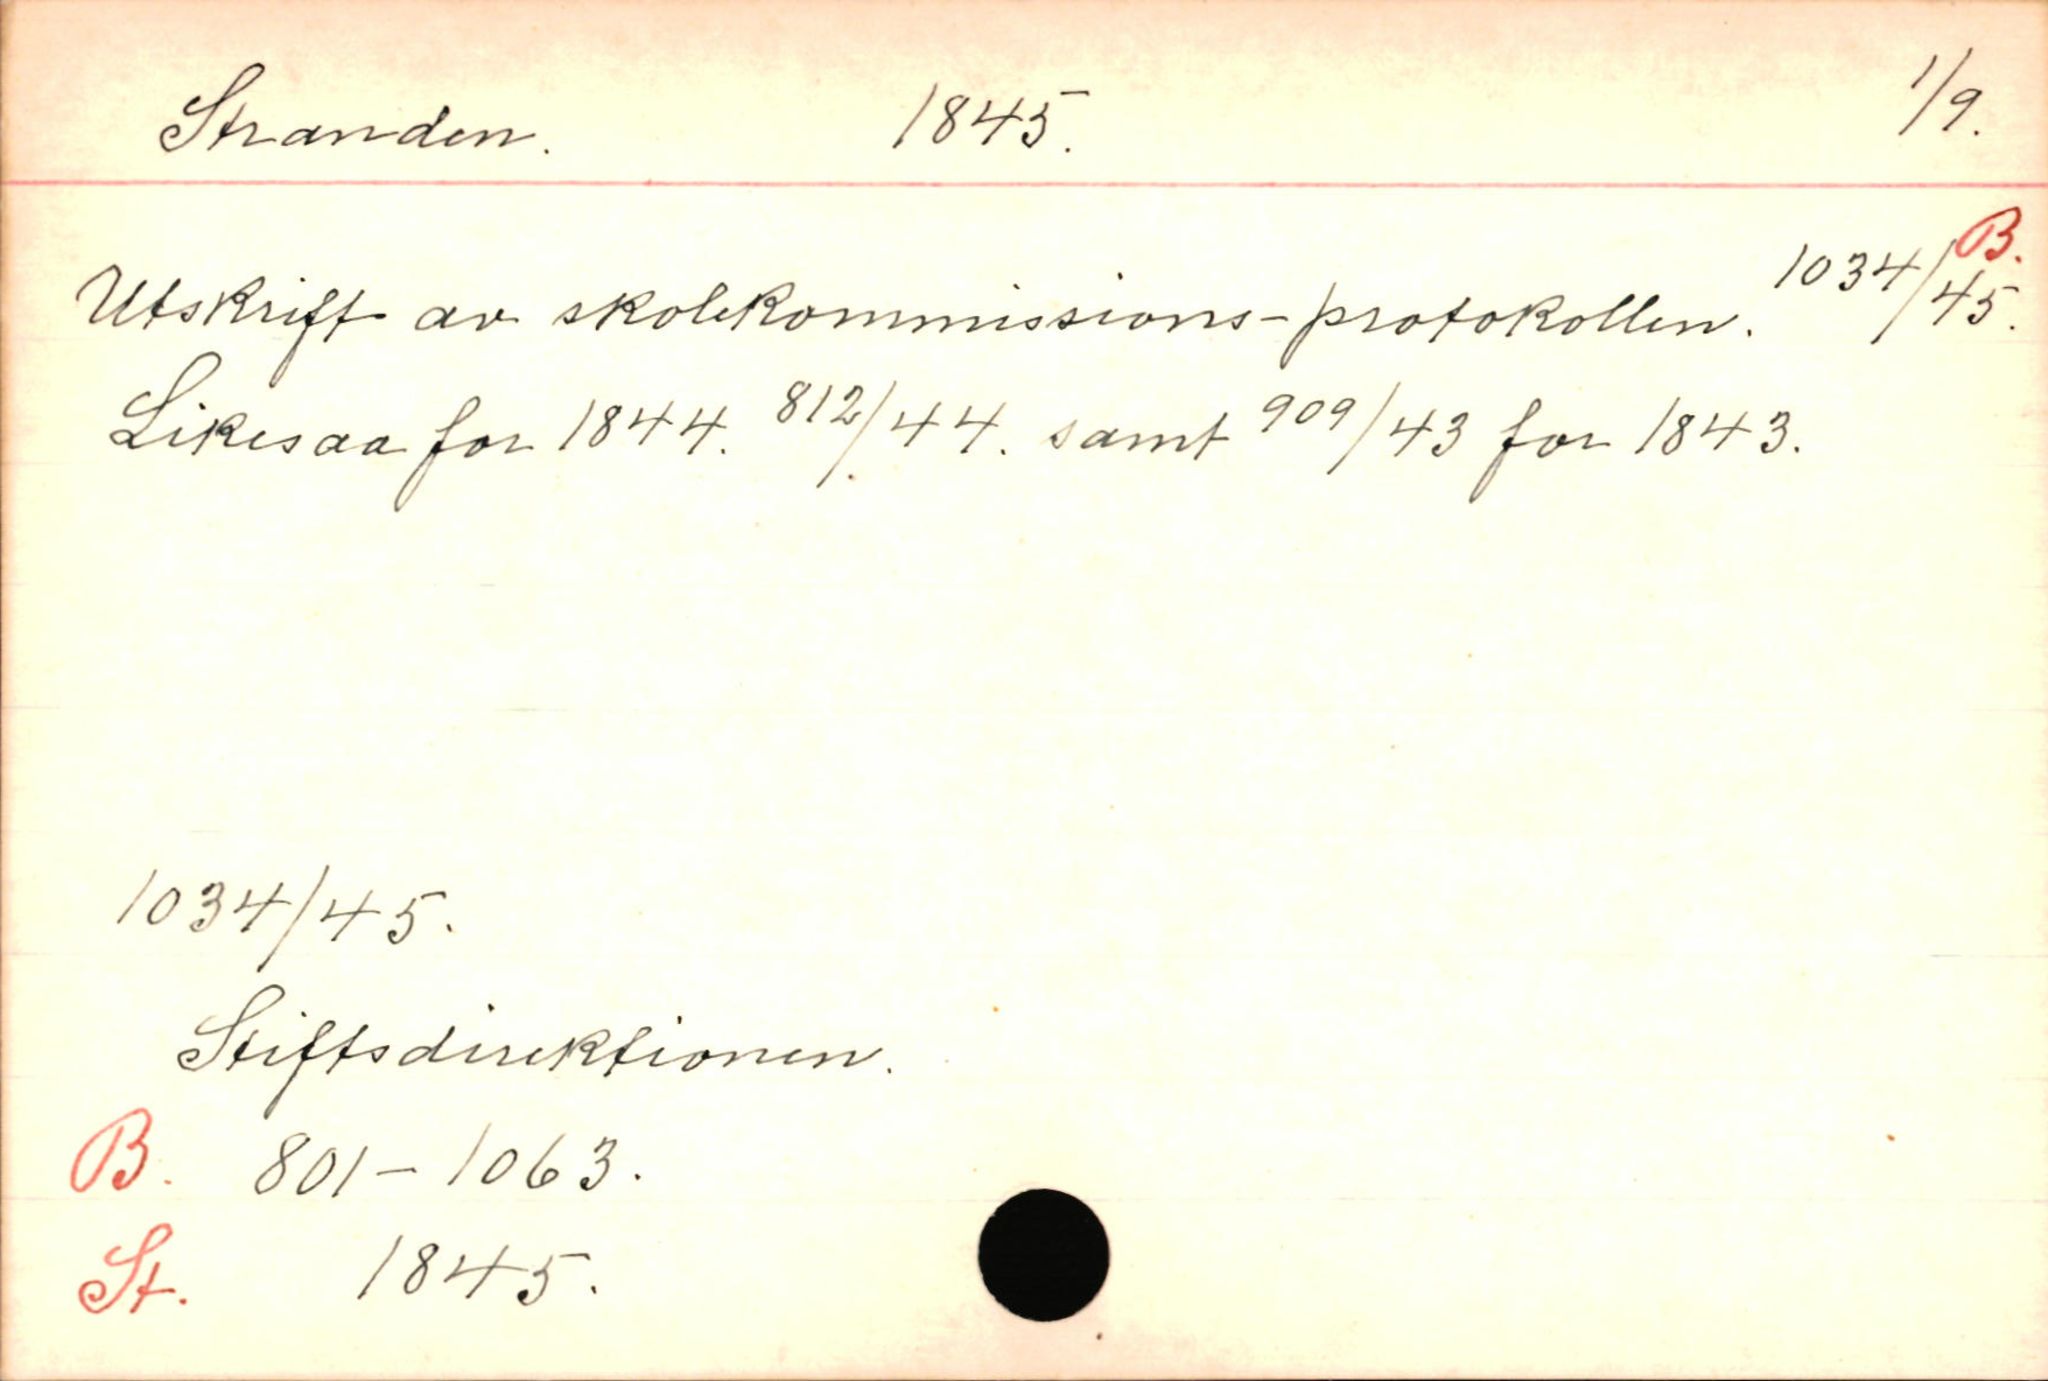 Stranden. 1845. 1/9.
B.
Utskrift av skolekommissions-protokollen. 1034/45.
Likesaa for 1844. 812/44. samt 909/43 for 1843.
1034/45.
Stiftsdirektionen.
B. 801-1063.
St. 1845.